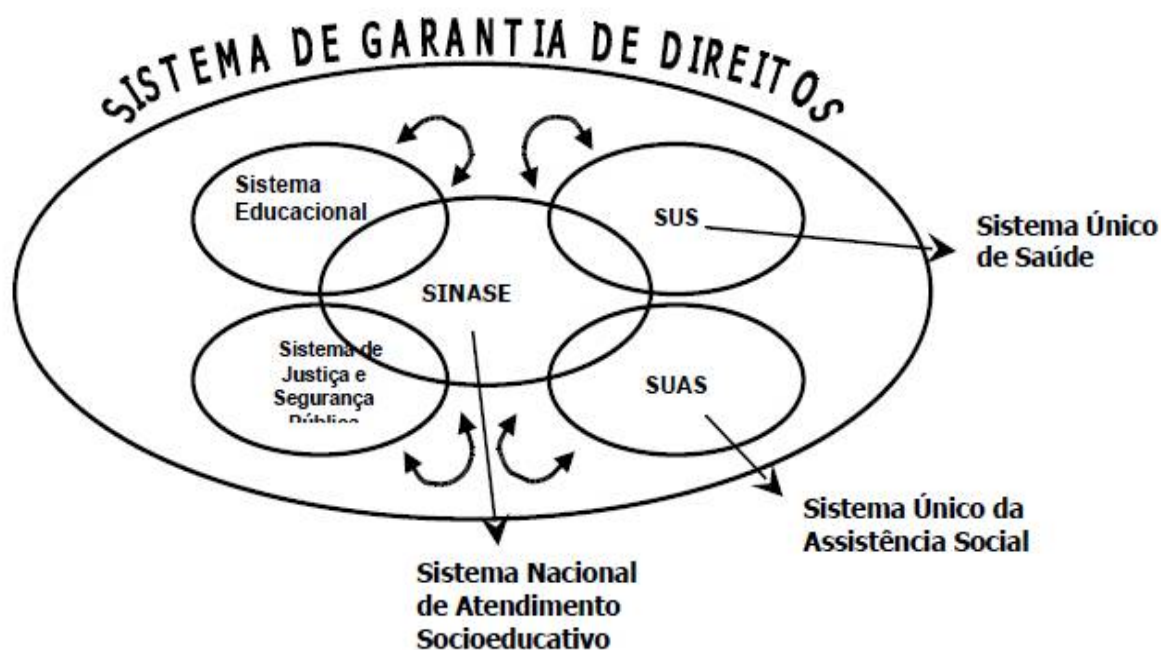 SISTEMA DE GARANTIA DE DIREITOS
Sistema
Educacional
SUS
Sistema Único
de Saúde
SINASE
Sistema de
Justiça e
Segurança
Pública
SUAS
Sistema Único da
Assistência Social
Sistema Nacional
de Atendimento
Socioeducativo